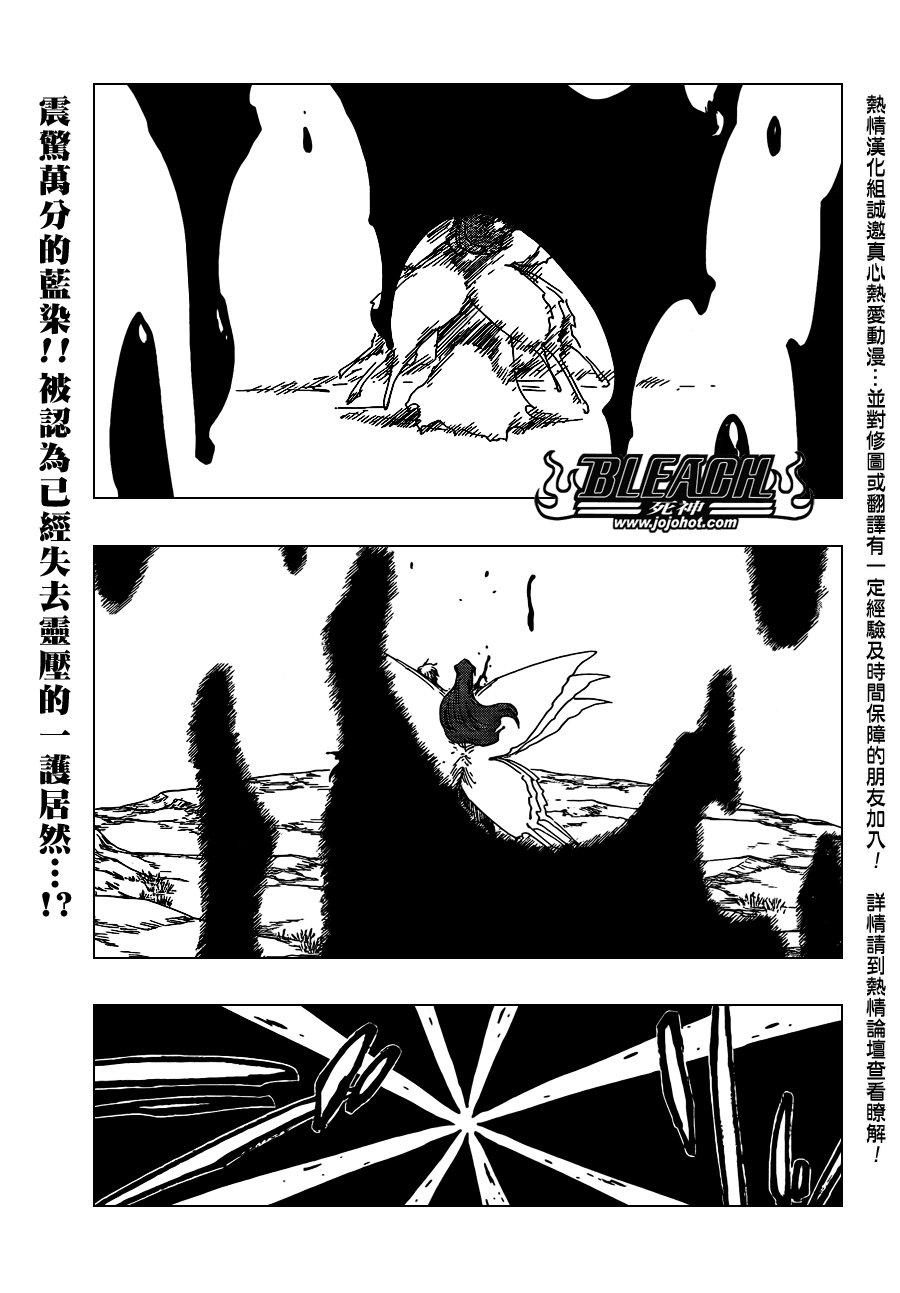 熱情漢化組誠邀真心熱愛動漫…並對修圖或翻譯有一定經驗及時間保障的朋友加入！ 詳情請到熱情論壇查看瞭解！
BLEACH
死神
www.jojohot.com
震驚萬分的藍染!!被認為已經失去靈壓的一護居然…!?